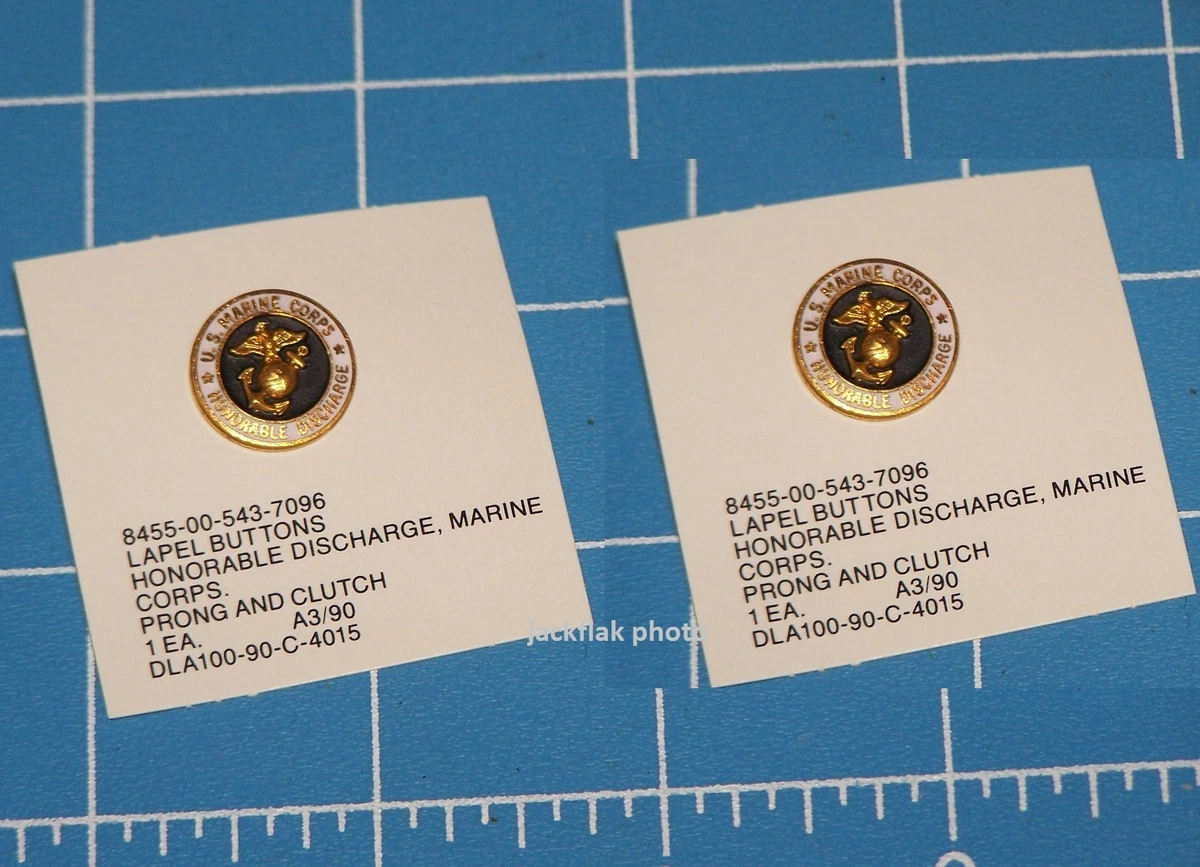 U.S. MARINE CORPS
HONORABLE DISCHARGE
8455-00-543-7096
LAPEL BUTTONS
HONORABLE DISCHARGE, MARINE
CORPS.
PRONG AND CLUTCH
1 EA. A3/90
DLA100-90-C-4015
U.S. MARINE CORPS
HONORABLE DISCHARGE
8455-00-543-7096
LAPEL BUTTONS
HONORABLE DISCHARGE, MARINE
CORPS.
PRONG AND CLUTCH
1 EA. A3/90
DLA100-90-C-4015
jackflak photo